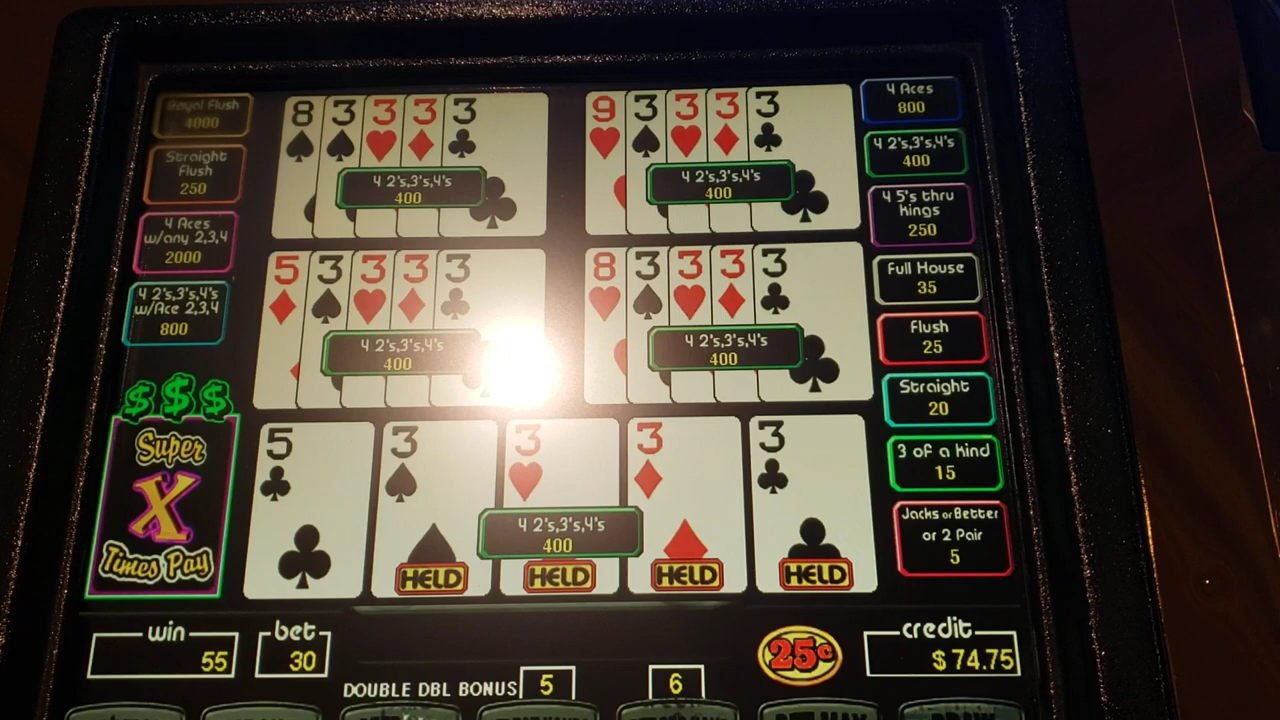 Royal Flush
4000
Straight
Flush
250
4 Aces
w/any 2,3,4
2000
4 2's,3's,4's
w/Ace 2,3,4
800
$ $ $
Super
X
Times Pay
8 3 3 3 3
4 2's,3's,4's
400
9 3 3 3 3
4 2's,3's,4's
400
5 3 3 3 3
4 2's,3's,4's
400
8 3 3 3 3
4 2's,3's,4's
400
5 3 3 3 3
4 2's,3's,4's
400
HELD HELD HELD HELD
4 Aces
800
4 2's,3's,4's
400
4 5's thru
kings
250
Full House
35
Flush
25
Straight
20
3 of a kind
15
Jacks or Better
or 2 Pair
5
win
55
bet
30
25¢
credit
$74.75
DOUBLE DBL BONUS 5 6